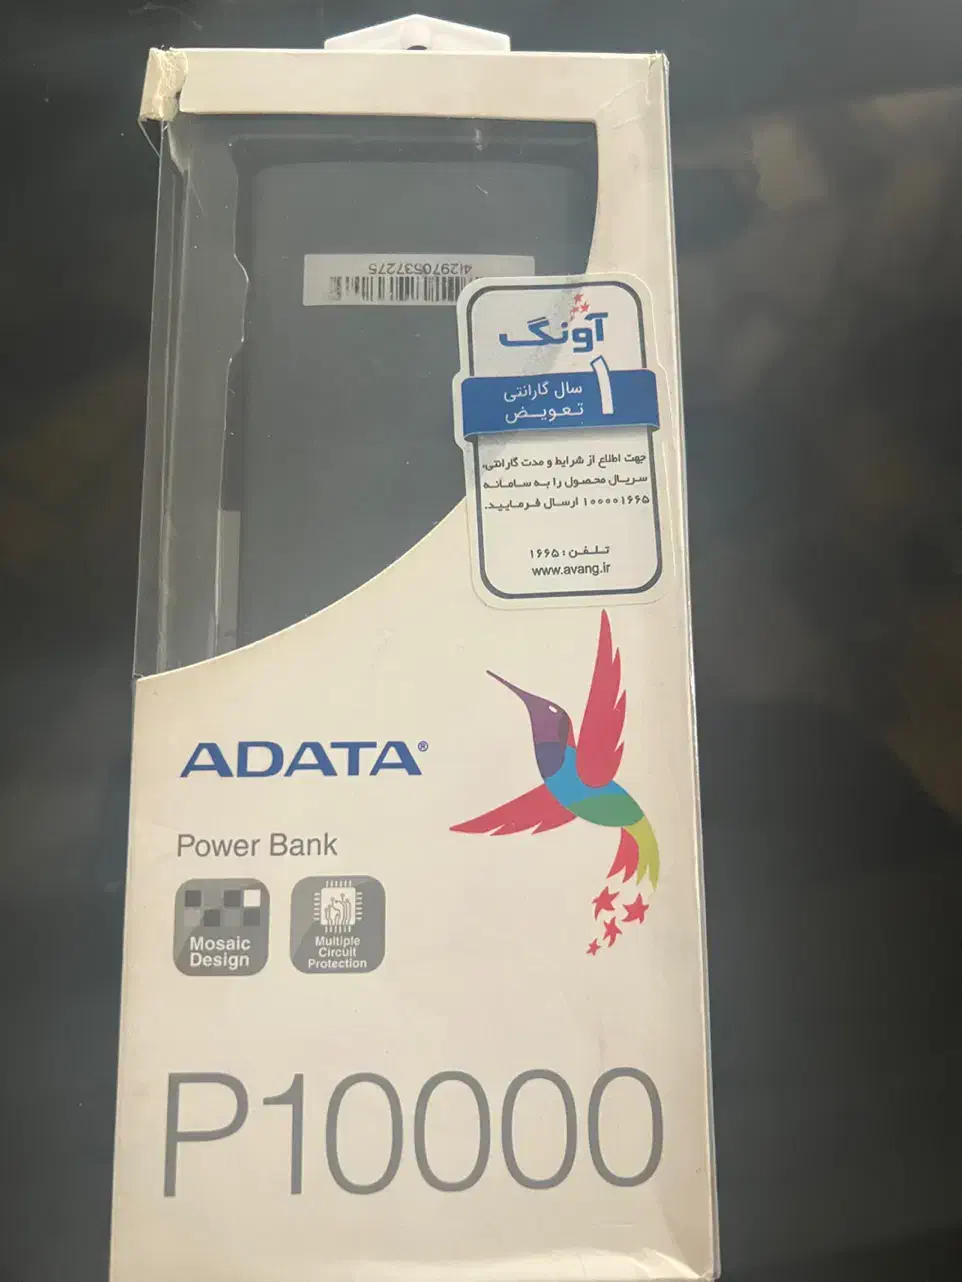 412970537275
آونگ
۱
سال گارانتی
تعویض
جهت اطلاع از شرایط و مدت گارانتی،
سریال محصول را به سامانه
۱۰۰۰۰۱۶۶۵ ارسال فرمایید.
تلفن: ۱۶۶۵
www.avang.ir
ADATA®
Power Bank
Mosaic
Design
Multiple
Circuit
Protection
P10000